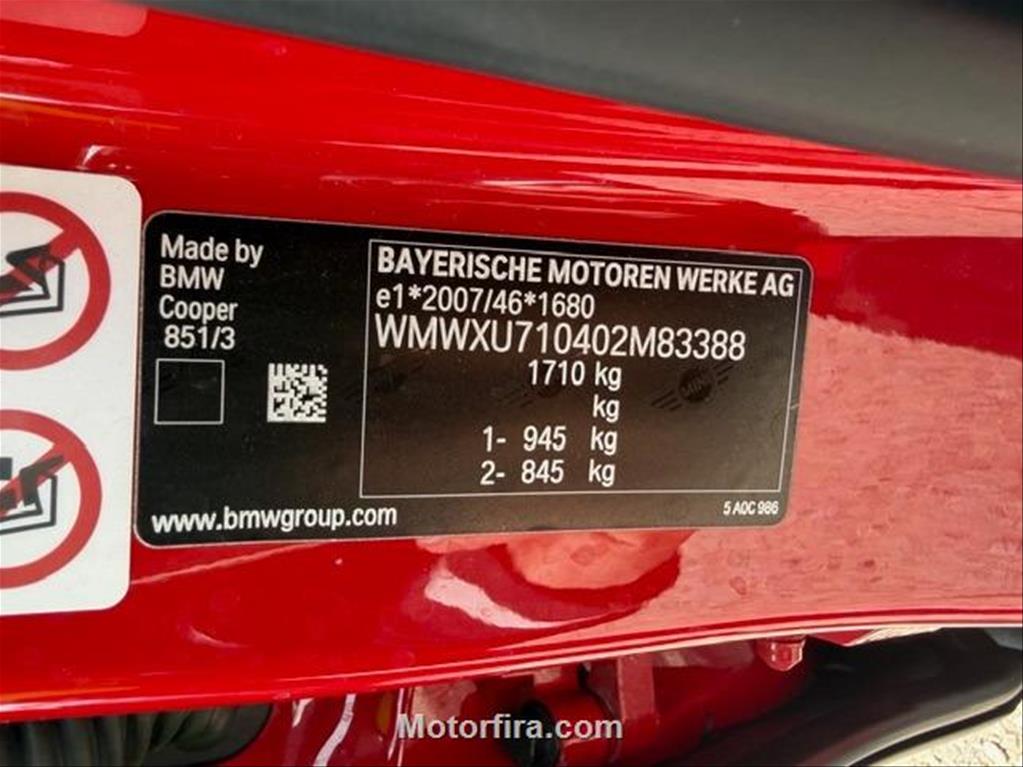 Made by
BMW
Cooper
851/3
BAYERISCHE MOTOREN WERKE AG
e1*2007/46*1680
WMWXU710402M83388
1710 kg
kg
1- 945 kg
2- 845 kg
www.bmwgroup.com
5 A0C 986
Motorfira.com